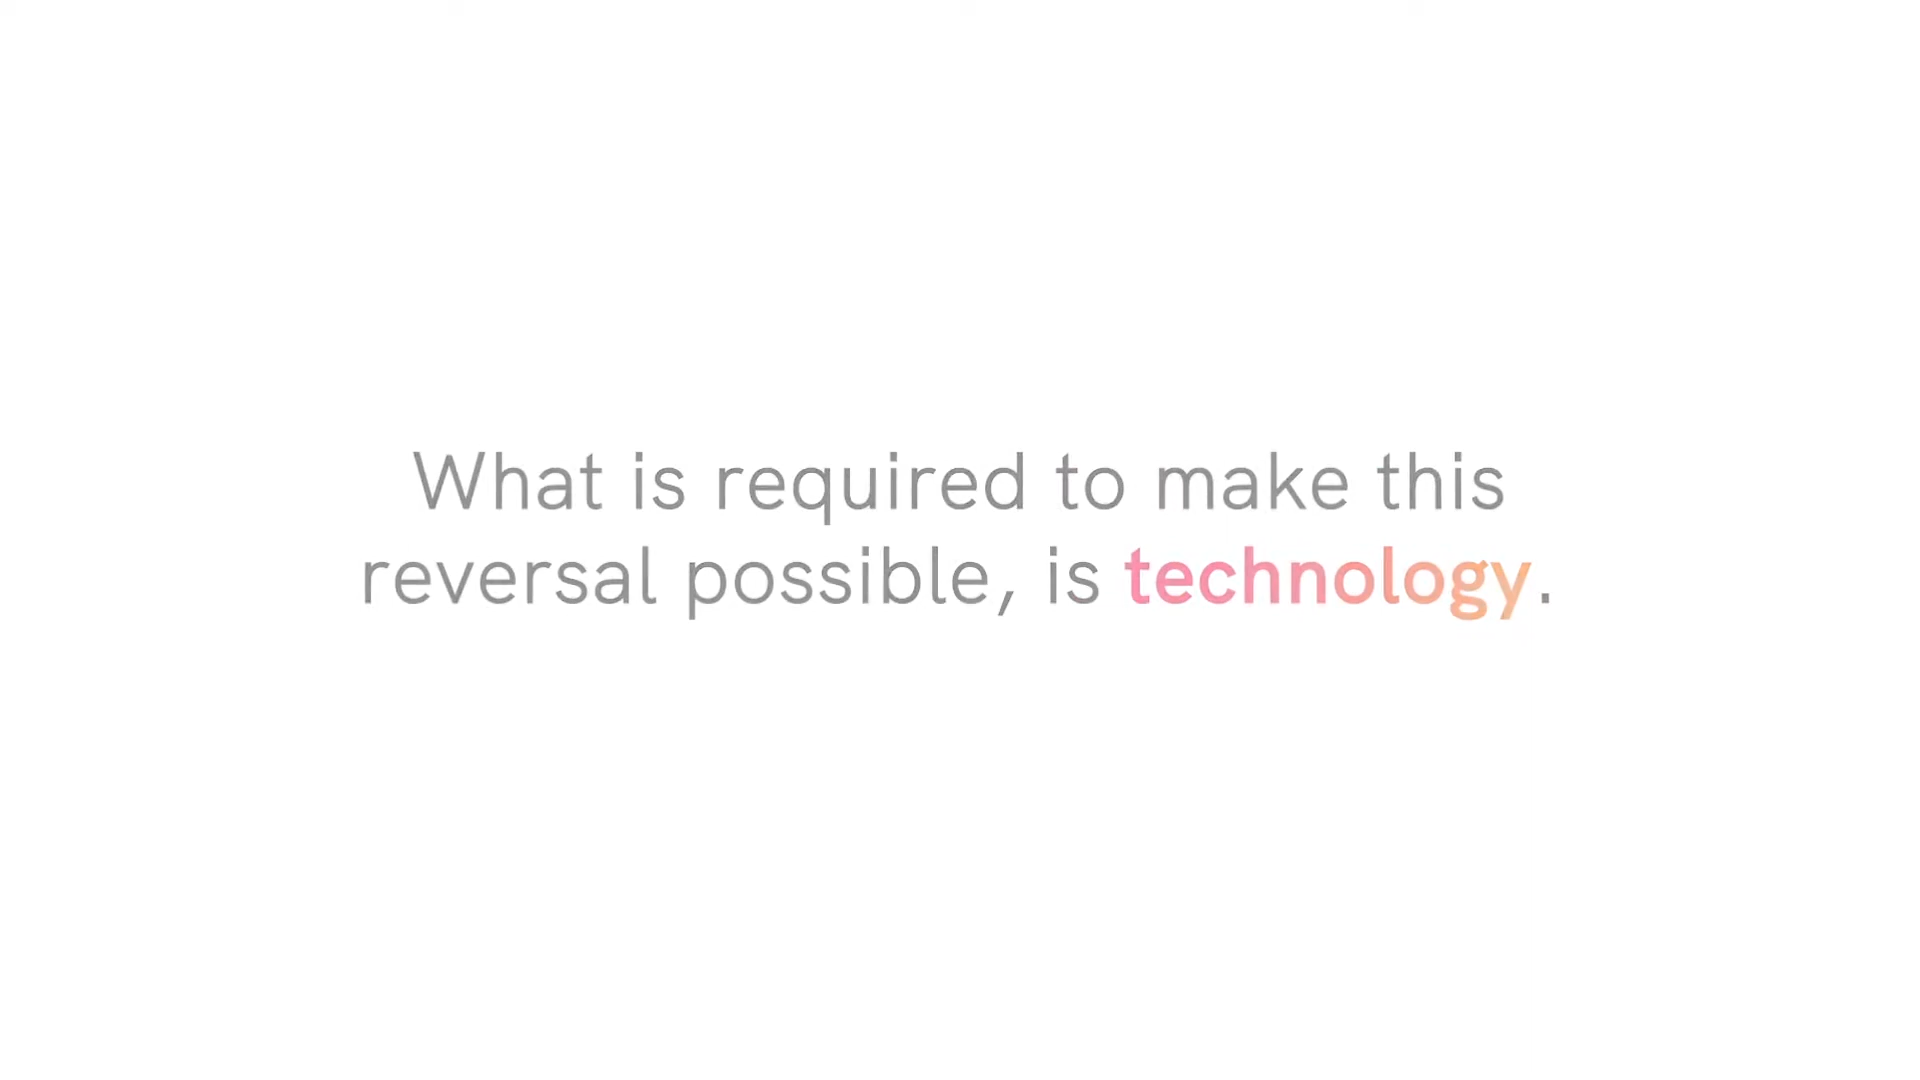 What is required to make this
reversal possible, is technology.